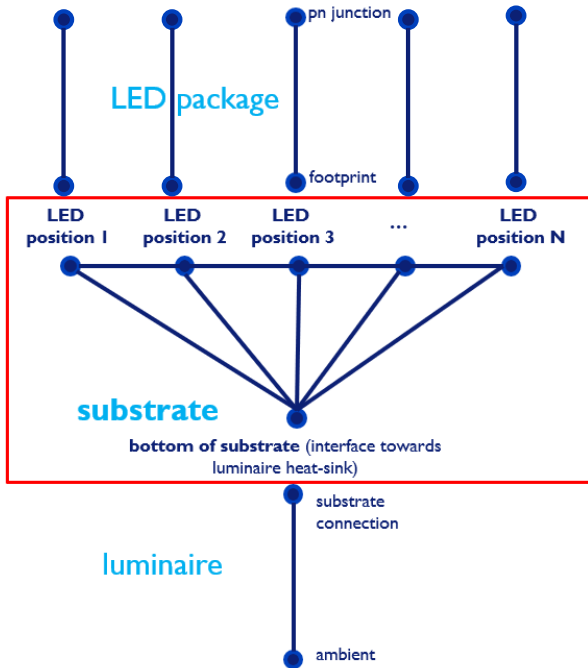 pn junction
LED package
footprint
LED position 1
LED position 2
LED position 3
...
LED position N
substrate
bottom of substrate (interface towards
luminaire heat-sink)
substrate
connection
luminaire
ambient